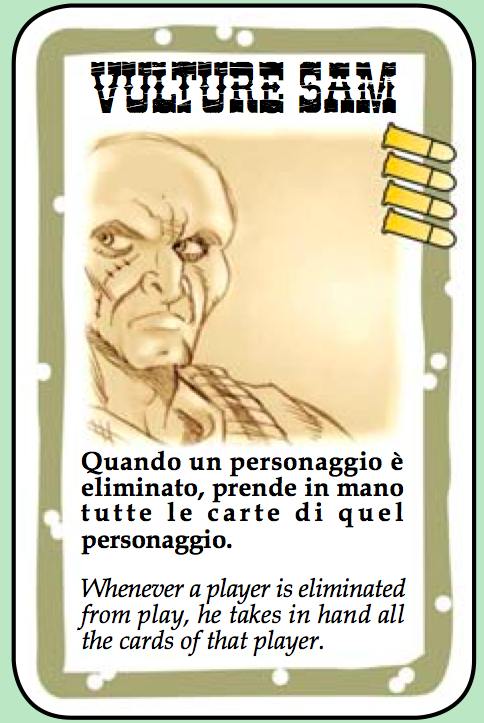 VULTURE SAM
Quando un personaggio è
eliminato, prende in mano
tutte le carte di quel
personaggio.
Whenever a player is eliminated
from play, he takes in hand all
the cards of that player.